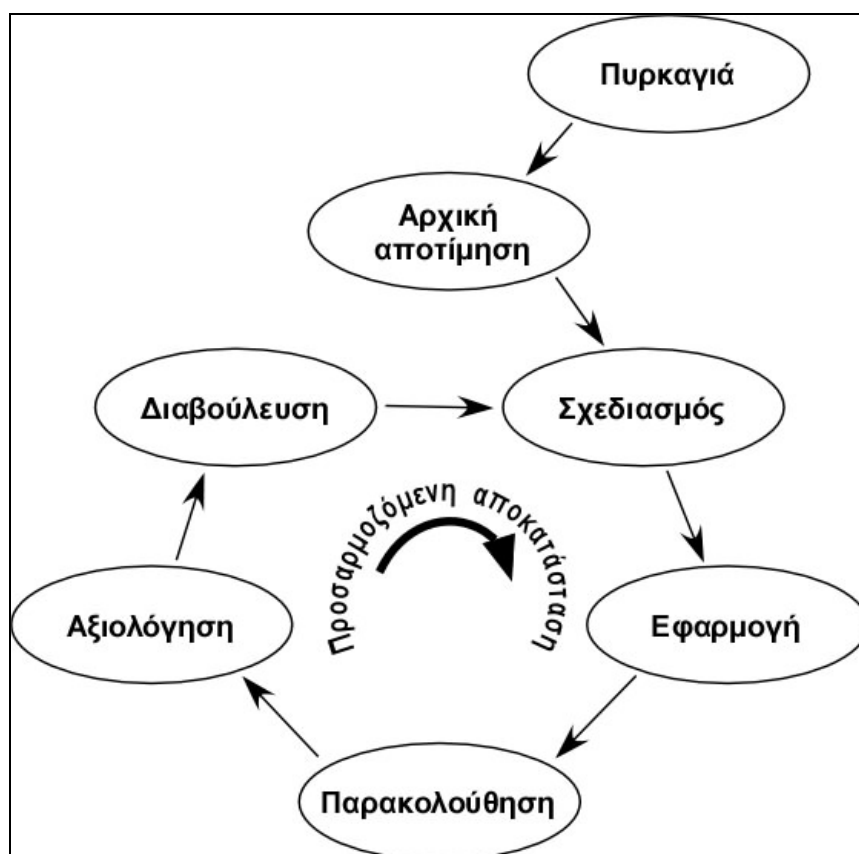 Πυρκαγιά
Αρχική
αποτίμηση
Διαβούλευση
Σχεδιασμός
Προσαρμοζόμενη αποκατάσταση
Αξιολόγηση
Εφαρμογή
Παρακολούθηση